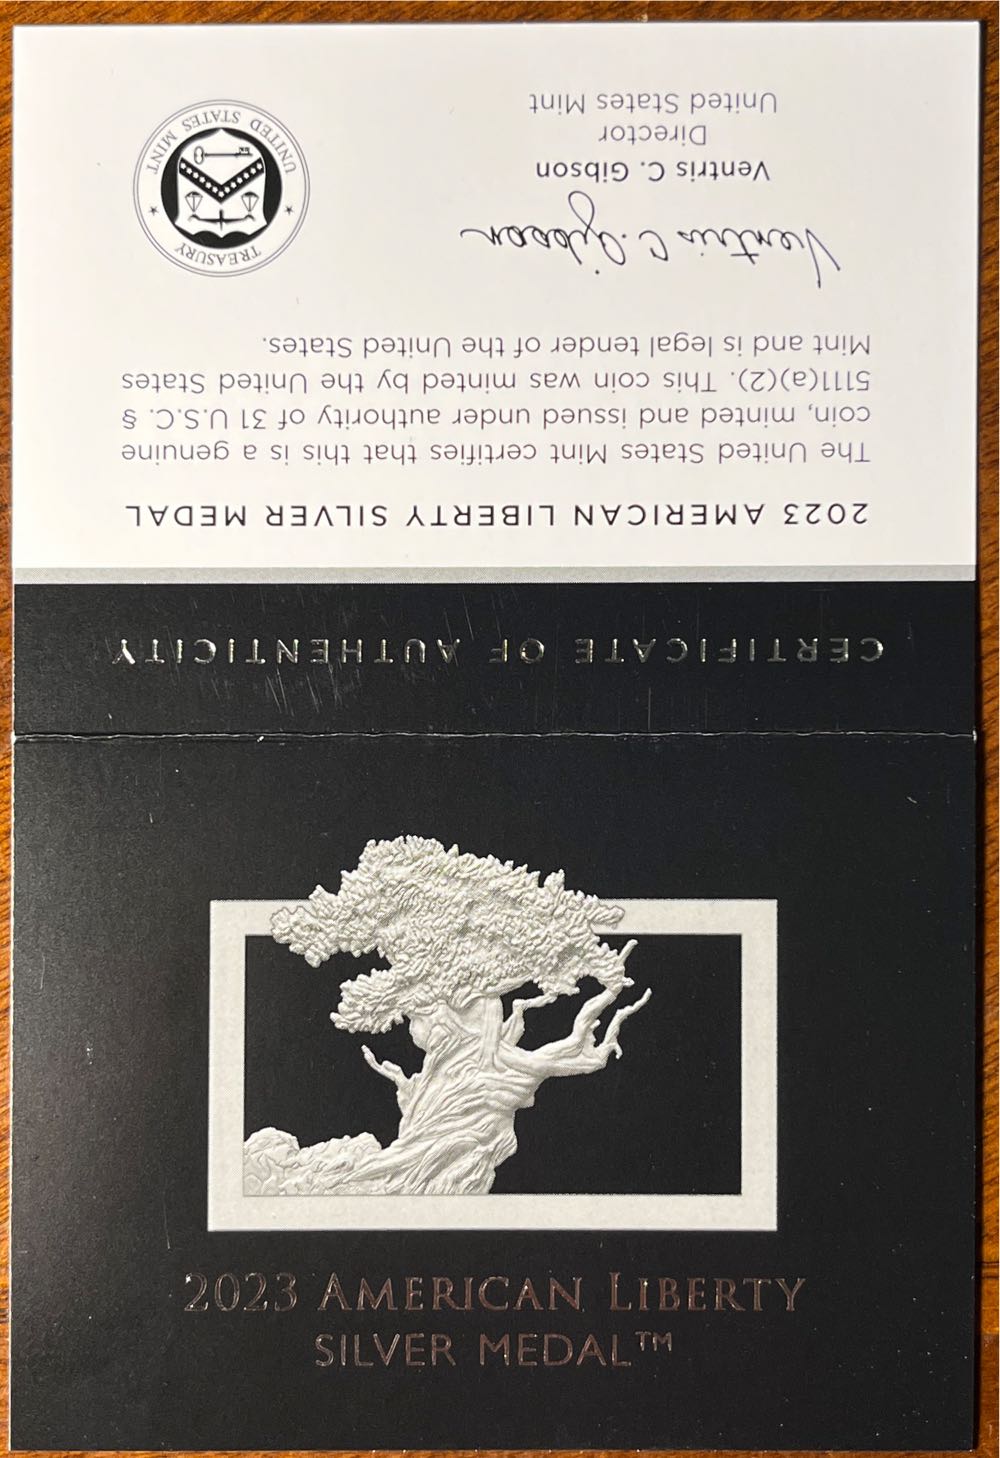 CERTIFICATE OF AUTHENTICITY
2023 AMERICAN LIBERTY SILVER MEDAL
The United States Mint certifies that this is a genuine
coin, minted and issued under authority of 31 U.S.C. §
5111(a)(2). This coin was minted by the United States
Mint and is legal tender of the United States.
Ventris C. Gibson
Ventris C. Gibson
Director
United States Mint
TREASURY
★ UNITED STATES MINT ★
2023 AMERICAN LIBERTY
SILVER MEDAL™